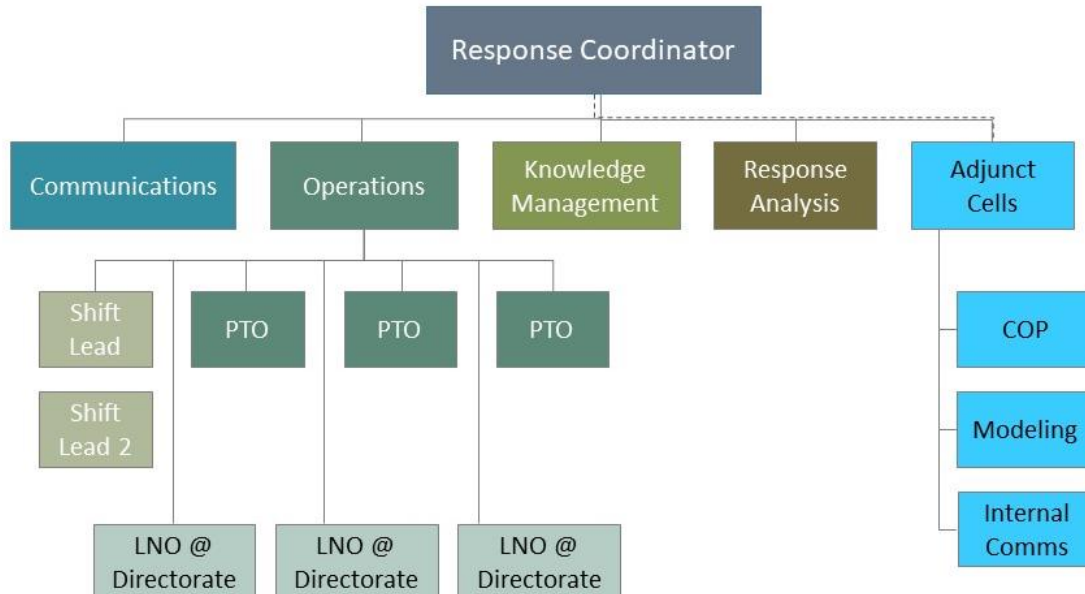 Response Coordinator
Communications
Operations
Knowledge
Management
Response
Analysis
Adjunct
Cells
Shift
Lead
PTO
PTO
PTO
COP
Shift
Lead 2
Modeling
LNO @
Directorate
LNO @
Directorate
LNO @
Directorate
Internal
Comms